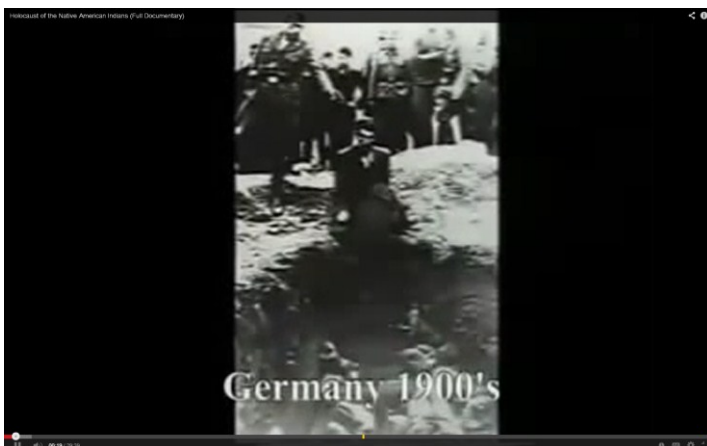 Holocaust of the Native American Indians (Full Documentary)
Germany 1900's